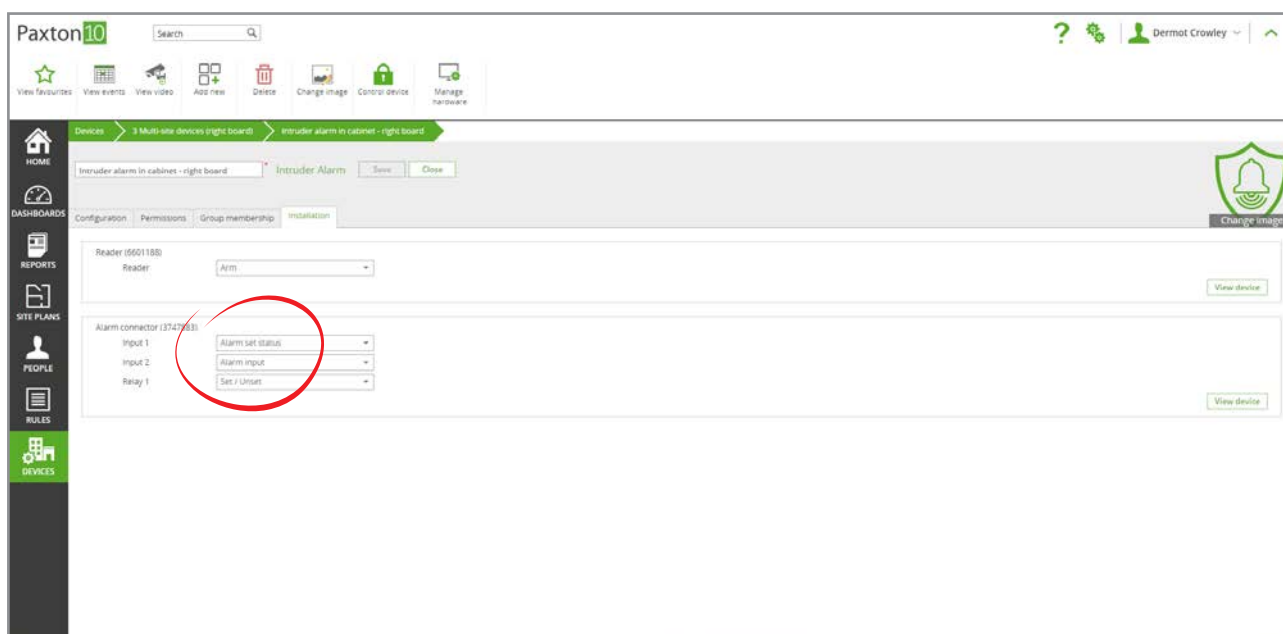 Paxton10
Search
Dermot Crowley
View favourites View events View video Add new Delete Change image Control device Manage hardware
Devices 3 Multi-site devices (right board) Intruder alarm in cabinet - right board
HOME
Intruder alarm in cabinet - right board * Intruder Alarm Save Close
DASHBOARDS
Configuration Permissions Group membership Installation
Change image
REPORTS
Reader (6601188)
Reader Arm
View device
SITE PLANS
Alarm connector (3747883)
Input 1 Alarm set status
Input 2 Alarm input
Relay 1 Set / Unset
View device
PEOPLE
RULES
DEVICES